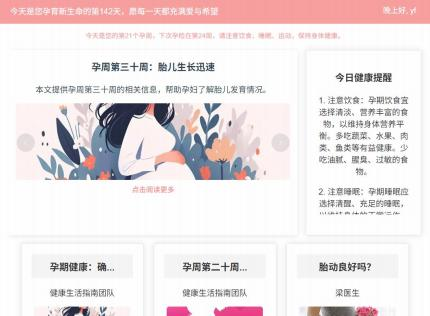 今天是您孕育新生命的第142天，愿每一天都充满爱与希望
晚上好, yf
今天是您的第21个孕周，下次孕检在第24周，请注意饮食、睡眠、运动，保持身体健康。
孕周第三十周：胎儿生长迅速
本文提供孕周第三十周的相关信息，帮助孕妇了解胎儿发育情况。
点击阅读更多
今日健康提醒
1. 注意饮食：孕期饮食宜
选择清淡、营养丰富的食
物，以维持身体营养平
衡。多吃蔬菜、水果、肉
类、鱼类等有益健康。少
吃油腻、腥臭、过敏的食
物。
2. 注意睡眠：孕期睡眠应
选择清醒、充足的睡眠，
孕期健康：确...
健康生活指南团队
孕周第二十周...
健康生活指南团队
胎动良好吗？
梁医生